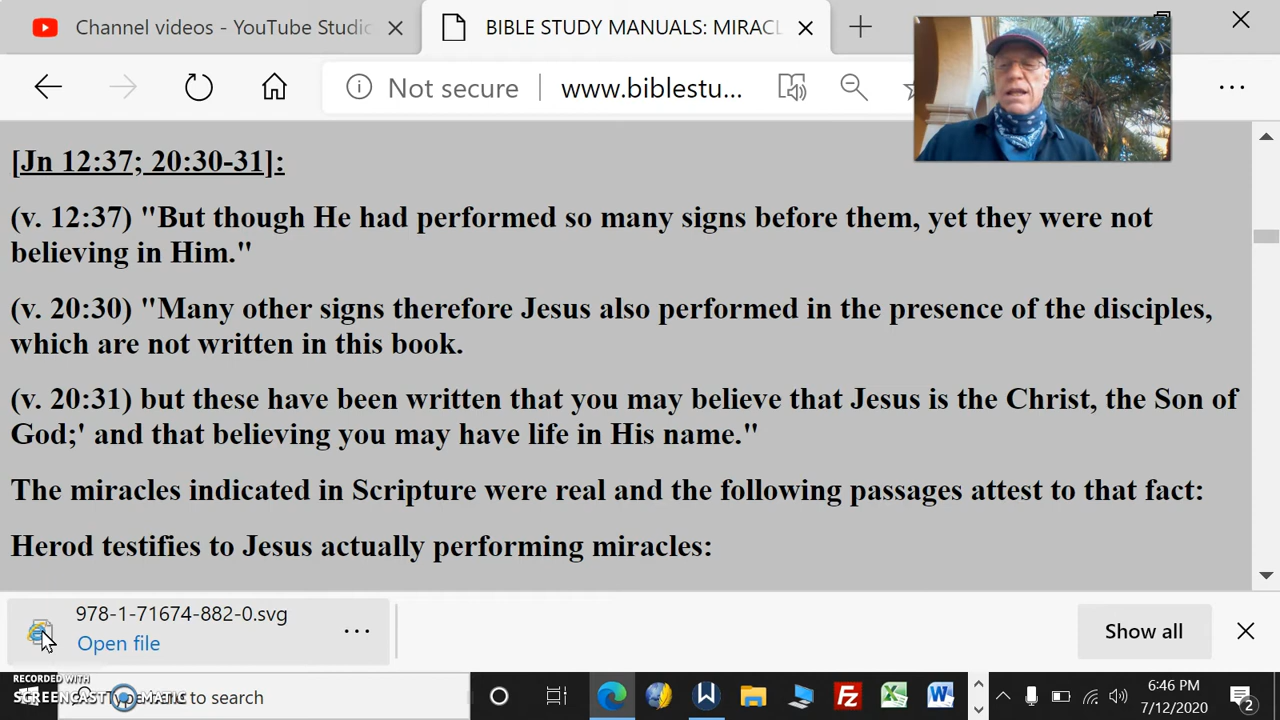 Channel videos - YouTube Studio
BIBLE STUDY MANUALS: MIRACL
Not secure
www.biblestu...
[Jn 12:37; 20:30-31]:
(v. 12:37) "But though He had performed so many signs before them, yet they were not
believing in Him."
(v. 20:30) "Many other signs therefore Jesus also performed in the presence of the disciples,
which are not written in this book.
(v. 20:31) but these have been written that you may believe that Jesus is the Christ, the Son of
God;' and that believing you may have life in His name."
The miracles indicated in Scripture were real and the following passages attest to that fact:
Herod testifies to Jesus actually performing miracles:
978-1-71674-882-0.svg
Open file
Show all
RECORDED WITH
SCREENCAST MATIC
Type here to search
6:46 PM
7/12/2020
2